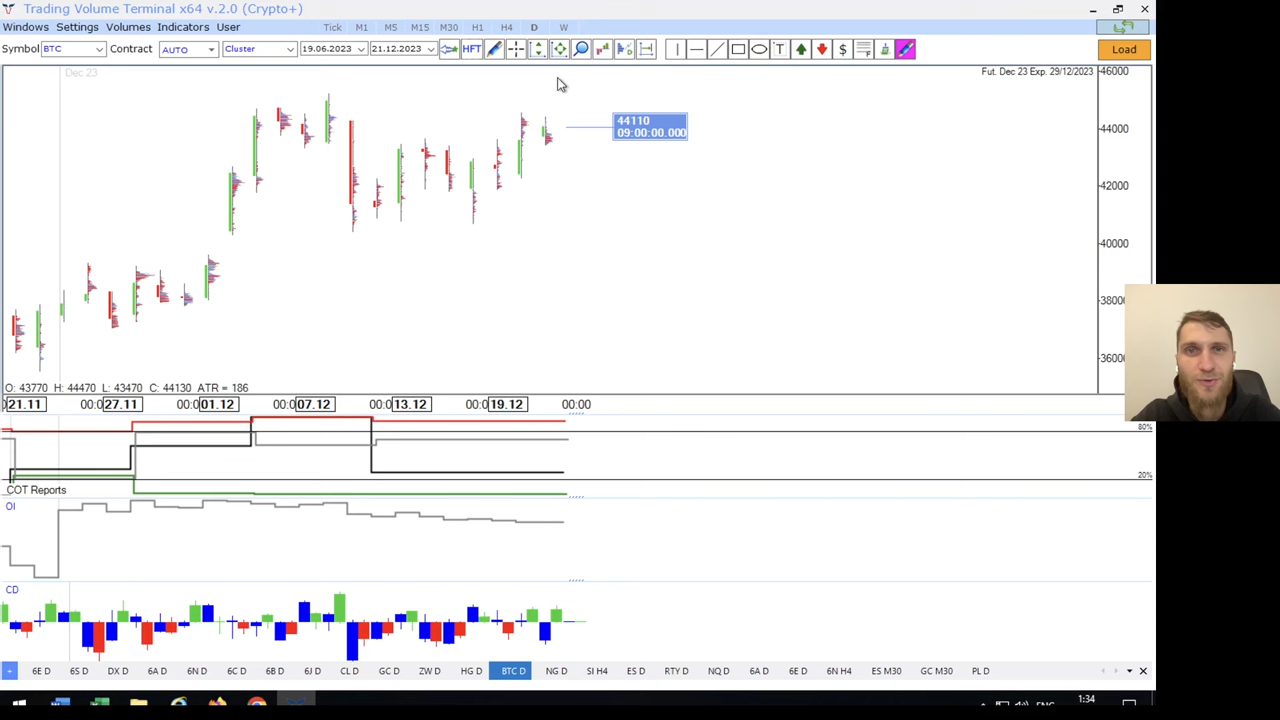 Trading Volume Terminal x64 v.2.0 (Crypto+)
Windows Settings Volumes Indicators User Tick M1 M5 M15 M30 H1 H4 D W
Symbol BTC Contract AUTO Cluster 19.06.2023 21.12.2023 HFT T $ Load
Dec 23
Fut. Dec 23 Exp. 29/12/2023
46000
44110
09:00:00.000
44000
42000
40000
38000
36000
O: 43770 H: 44470 L: 43470 C: 44130 ATR = 186
21.11 00:0 27.11 00:0 01.12 00:0 07.12 00:0 13.12 00:0 19.12 00:00
80%
20%
COT Reports
OI
CD
+ 6E D 6S D DX D 6A D 6N D 6C D 6B D 6J D CL D GC D ZW D HG D BTC D NG D SI H4 ES D RTY D NQ D 6A D 6E D 6N H4 ES M30 GC M30 PL D
1:34